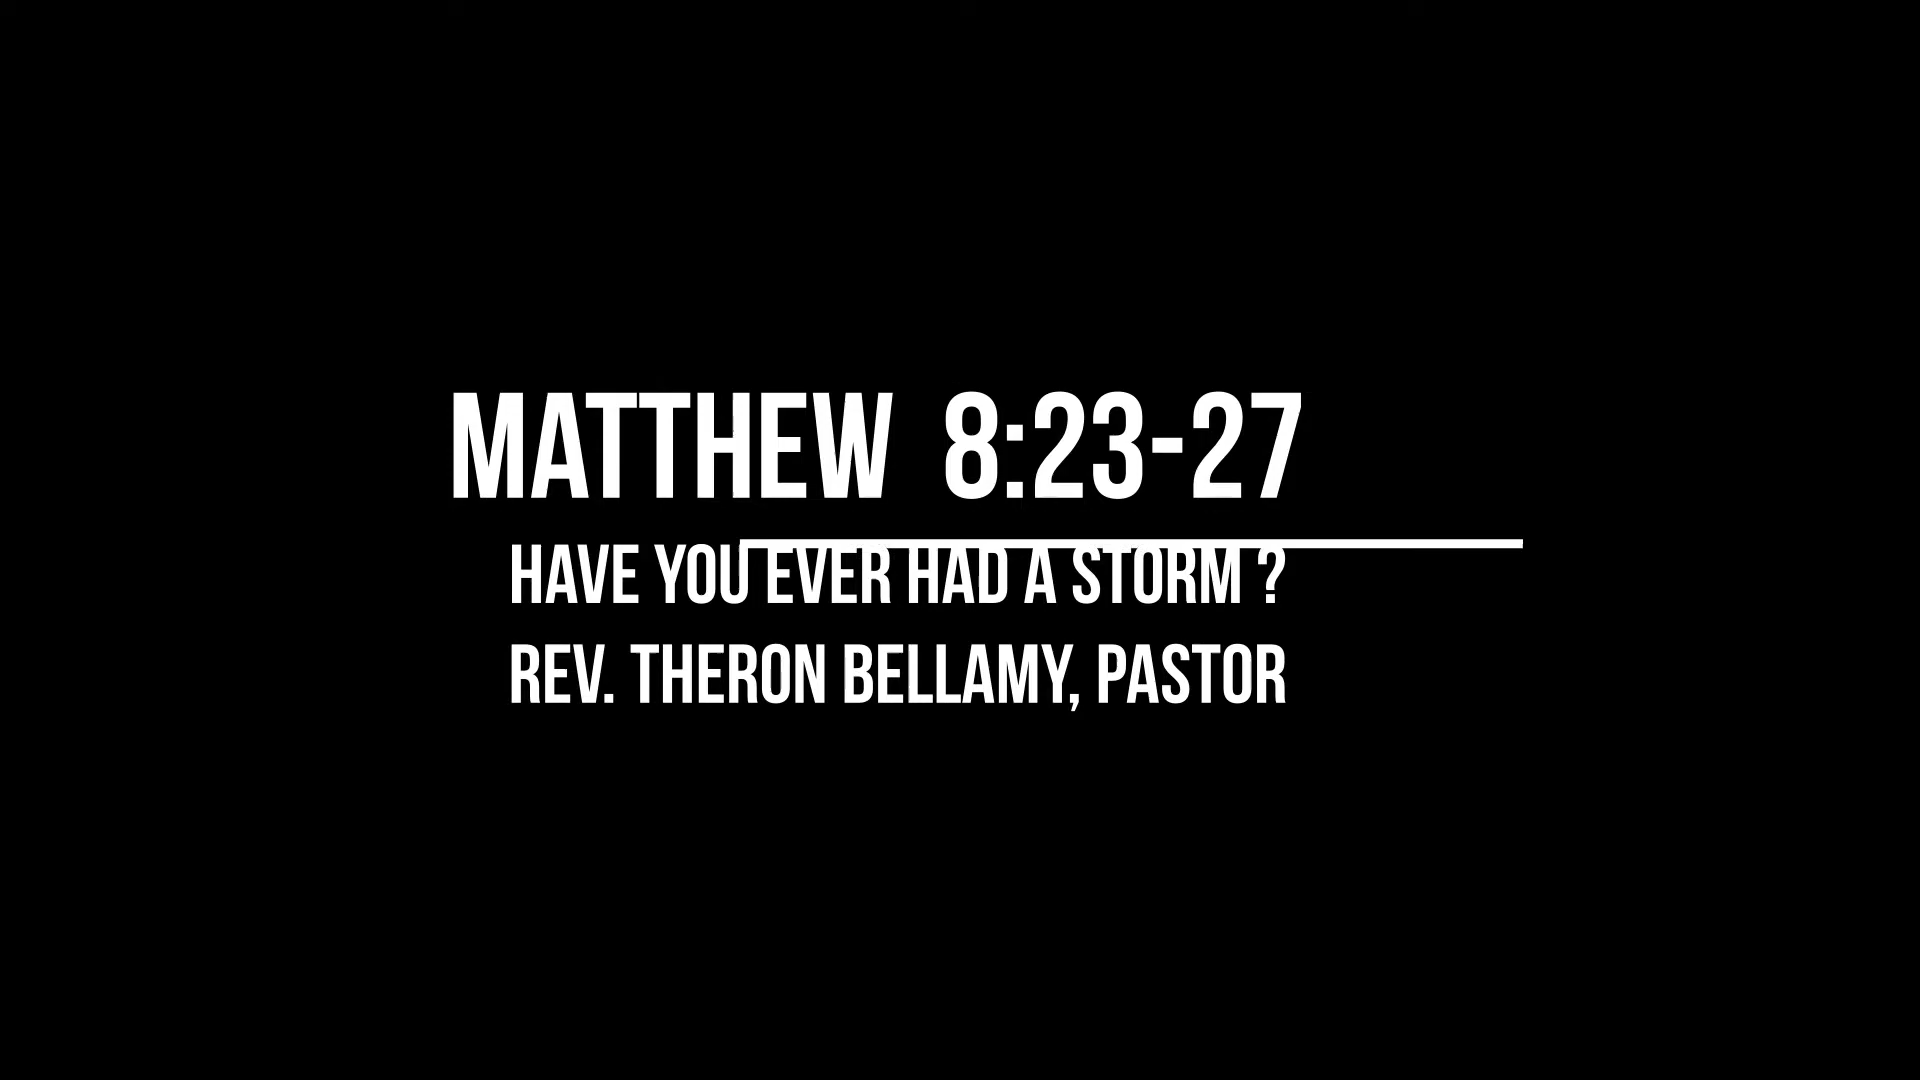 MATTHEW 8:23-27
HAVE YOU EVER HAD A STORM ?
REV. THERON BELLAMY, PASTOR